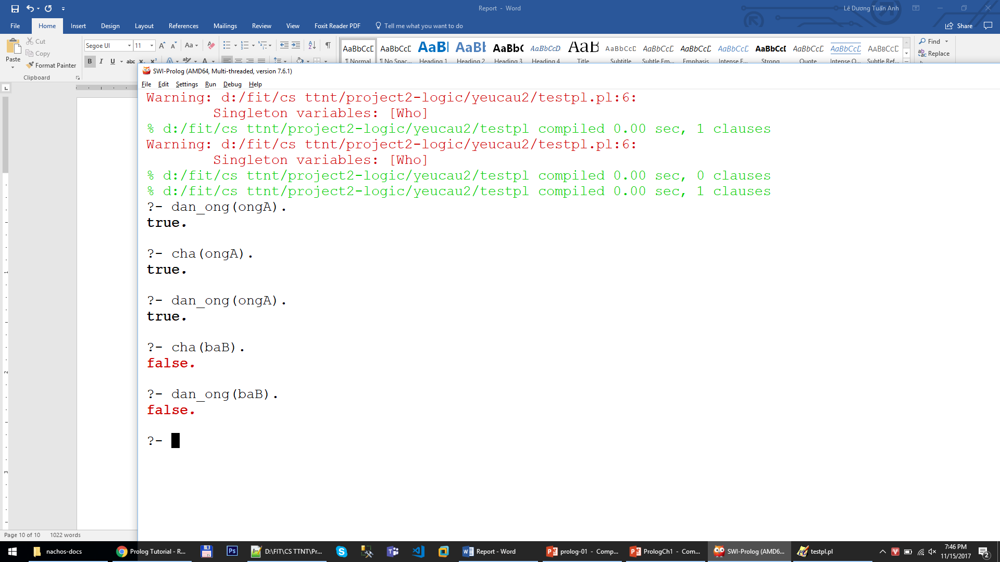 Report - Word
Lê Dương Tuấn Anh
File Home Insert Design Layout References Mailings Review View Foxit Reader PDF Tell me what you want to do Share
Cut
Copy
Paste
Format Painter
Clipboard
Segoe UI 11
AaBbCcD AaBbCcD AaBb AaBb AaBb( AaBbCcD AaB AaBbCcD AaBbCcD AaBbCcD AaBbCcD AaBbCcD AaBbCcD AaBbCcD AaBbCcD
¶ Normal ¶ No Spac... Heading 1 Heading 2 Heading 3 Heading 4 Title Subtitle Subtle Em... Emphasis Intense E... Strong Quote Intense Q... Subtle Ref...
Find
Replace
SWI-Prolog (AMD64, Multi-threaded, version 7.6.1)
File Edit Settings Run Debug Help
Warning: d:/fit/cs ttnt/project2-logic/yeucau2/testpl.pl:6:
Singleton variables: [Who]
% d:/fit/cs ttnt/project2-logic/yeucau2/testpl compiled 0.00 sec, 1 clauses
Warning: d:/fit/cs ttnt/project2-logic/yeucau2/testpl.pl:6:
Singleton variables: [Who]
% d:/fit/cs ttnt/project2-logic/yeucau2/testpl compiled 0.00 sec, 0 clauses
% d:/fit/cs ttnt/project2-logic/yeucau2/testpl compiled 0.00 sec, 1 clauses
?- dan_ong(ongA).
true.
?- cha(ongA).
true.
?- dan_ong(ongA).
true.
?- cha(baB).
false.
?- dan_ong(baB).
false.
?-
Page 10 of 10 1022 words
nachos-docs Prolog Tutorial - R... D:\FIT\CS TTNT\Pr... Report - Word prolog-01 - Comp... PrologCh1 - Com... SWI-Prolog (AMD6... testpl.pl
7:46 PM
11/15/2017
2